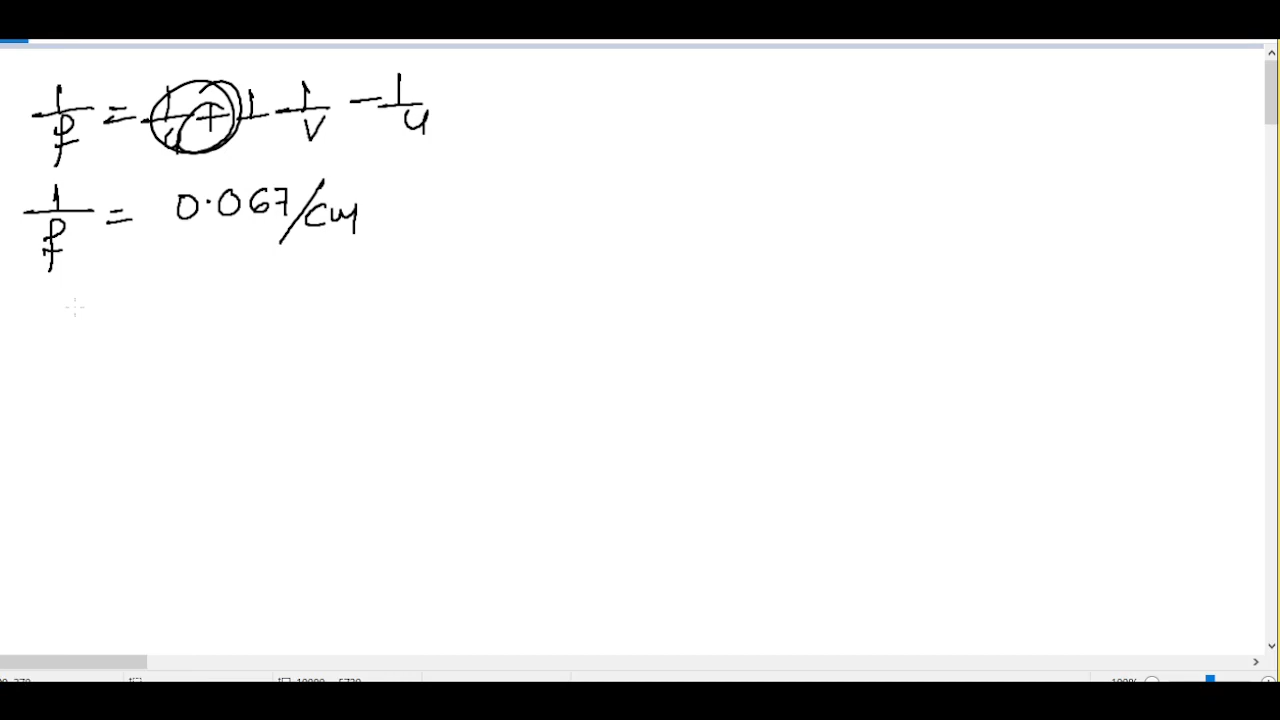 1/f = 1/v - 1/u
1/f = 0.067/cm